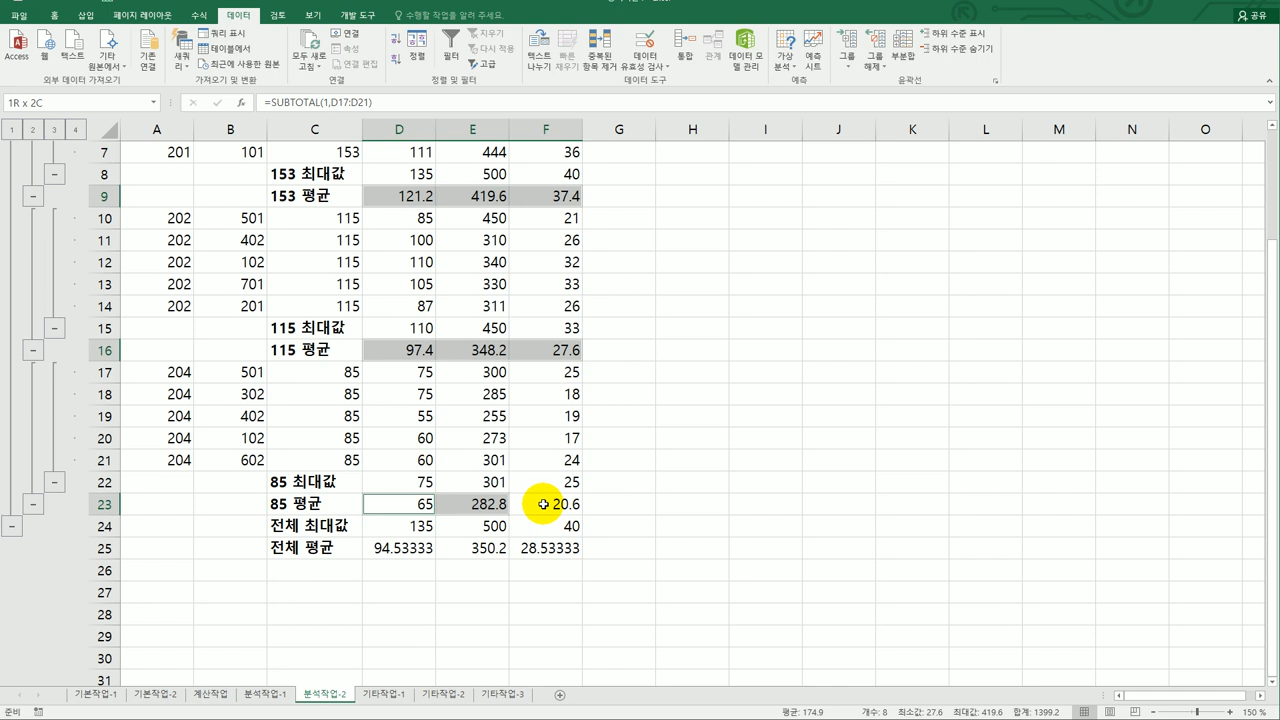 파일 홈 삽입 페이지 레이아웃 수식 데이터 검토 보기 개발 도구 수행할 작업을 알려 주세요. 공유
Access 웹 텍스트 기타 원본에서 기존 연결 새쿼리 쿼리 표시 테이블에서 최근에 사용한 원본 모두 새로 고침 연결 속성 연결 편집 정렬 필터 지우기 다시 적용 고급 텍스트 나누기 빠른 채우기 중복된 항목 제거 데이터 유효성 검사 통합 관계 데이터 모델 관리 가상 분석 예측 시트 그룹 그룹 해제 부분합 하위 수준 표시 하위 수준 숨기기
외부 데이터 가져오기 가져오기 및 변환 연결 정렬 및 필터 데이터 도구 예측 윤곽선
1R x 2C fx =SUBTOTAL(1,D17:D21)
1 2 3 4 A B C D E F G H I J K L M N O
7 201 101 153 111 444 36
8 153 최대값 135 500 40
9 153 평균 121.2 419.6 37.4
10 202 501 115 85 450 21
11 202 402 115 100 310 26
12 202 102 115 110 340 32
13 202 701 115 105 330 33
14 202 201 115 87 311 26
15 115 최대값 110 450 33
16 115 평균 97.4 348.2 27.6
17 204 501 85 75 300 25
18 204 302 85 75 285 18
19 204 402 85 55 255 19
20 204 102 85 60 273 17
21 204 602 85 60 301 24
22 85 최대값 75 301 25
23 85 평균 65 282.8 20.6
24 전체 최대값 135 500 40
25 전체 평균 94.53333 350.2 28.53333
26
27
28
29
30
31
기본작업-1 기본작업-2 계산작업 분석작업-1 분석작업-2 기타작업-1 기타작업-2 기타작업-3
준비 평균: 174.9 개수: 8 최소값: 27.6 최대값: 419.6 합계: 1399.2 150 %